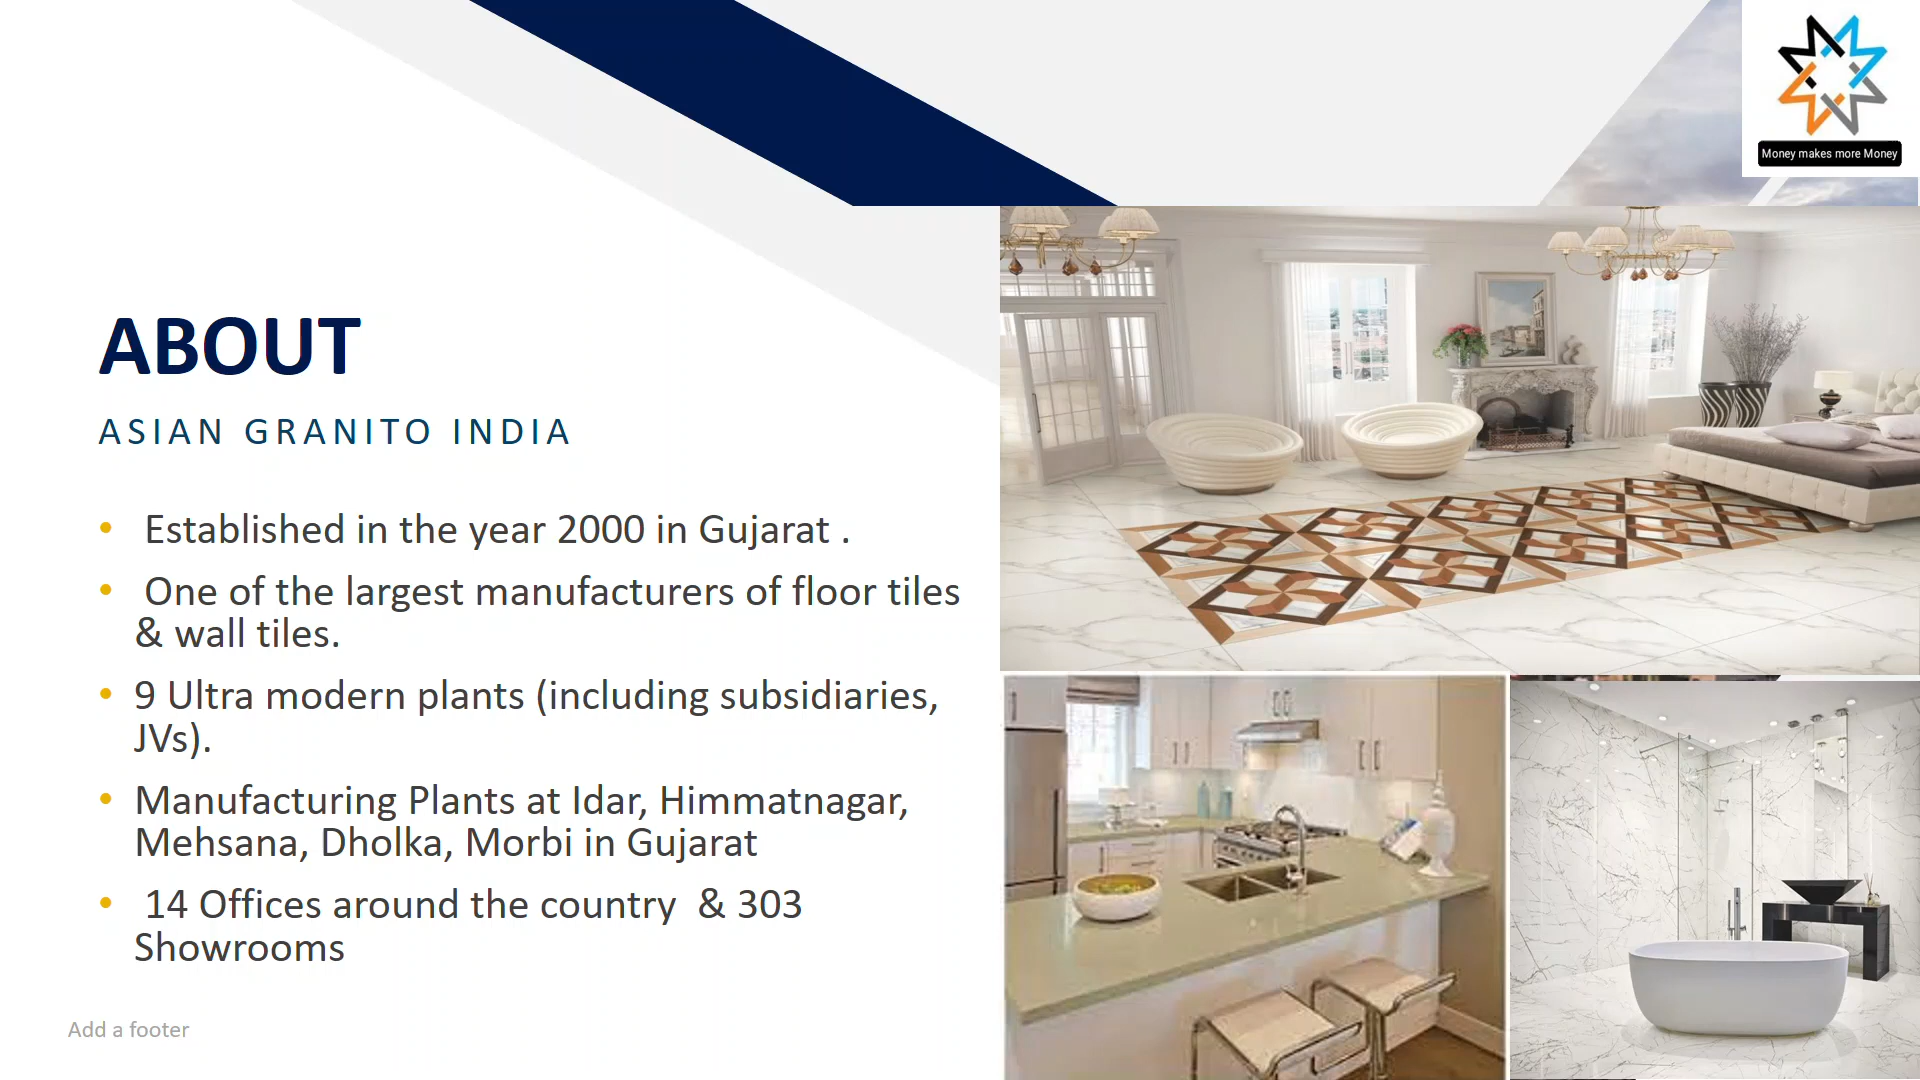 Money makes more Money
ABOUT
ASIAN GRANITO INDIA
• Established in the year 2000 in Gujarat .
• One of the largest manufacturers of floor tiles
& wall tiles.
• 9 Ultra modern plants (including subsidiaries,
JVs).
• Manufacturing Plants at Idar, Himmatnagar,
Mehsana, Dholka, Morbi in Gujarat
• 14 Offices around the country & 303
Showrooms
Add a footer